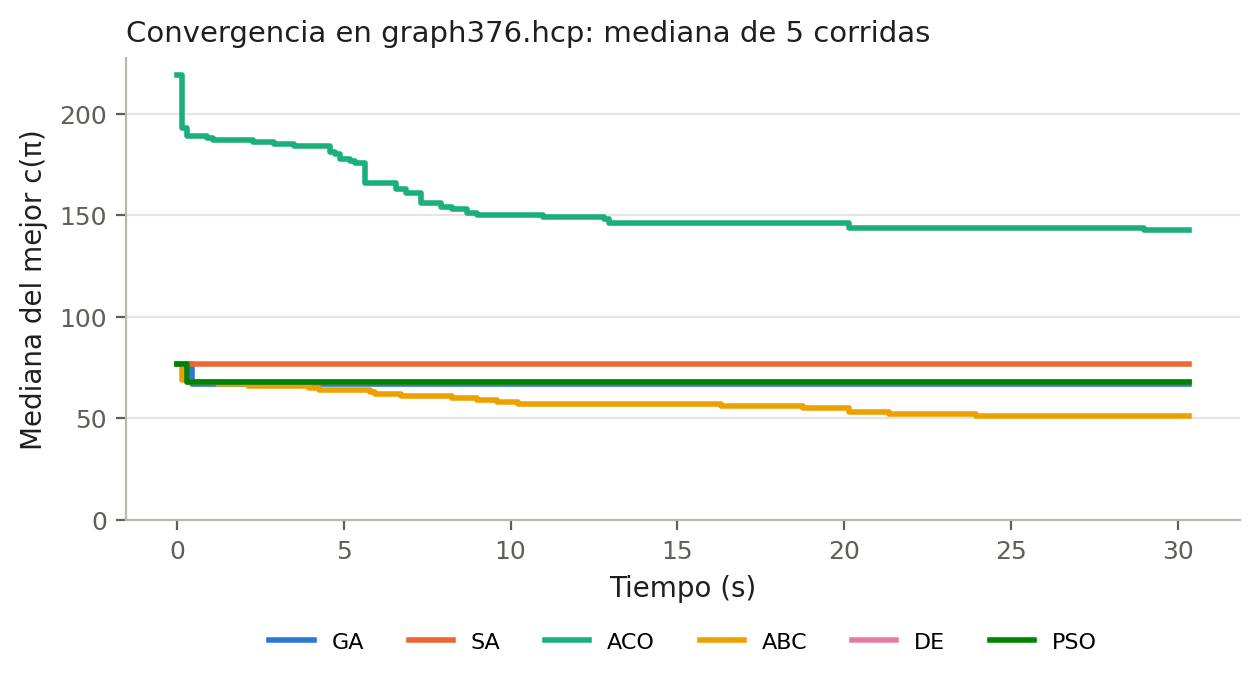 Convergencia en graph376.hcp: mediana de 5 corridas
Mediana del mejor c(π)
200
150
100
50
0
0 5 10 15 20 25 30
Tiempo (s)
GA SA ACO ABC DE PSO